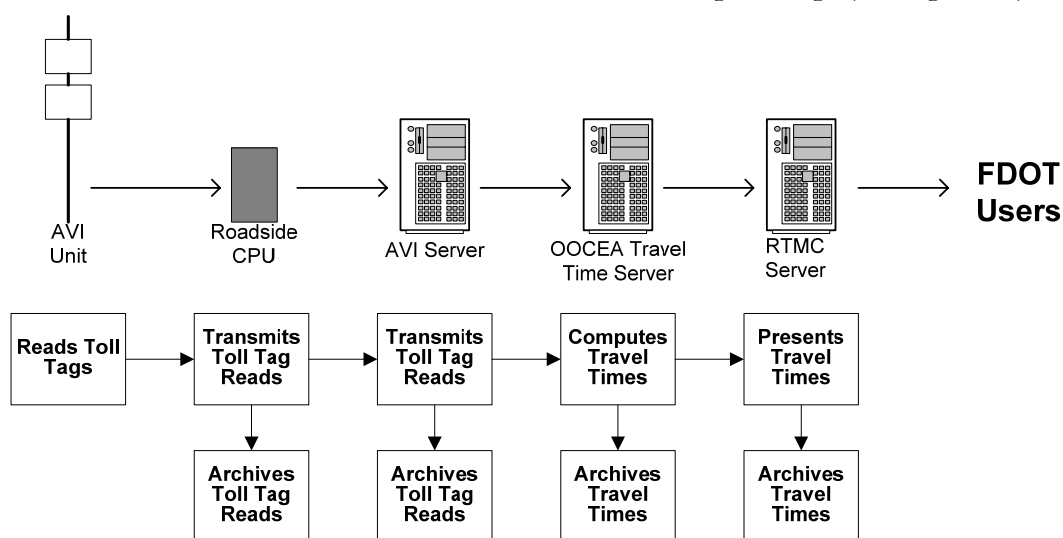 FDOT
Users
AVI
Unit
Roadside
CPU
AVI Server
OOCEA Travel
Time Server
RTMC
Server
Reads Toll
Tags
Transmits
Toll Tag
Reads
Transmits
Toll Tag
Reads
Computes
Travel
Times
Presents
Travel
Times
Archives
Toll Tag
Reads
Archives
Toll Tag
Reads
Archives
Travel
Times
Archives
Travel
Times